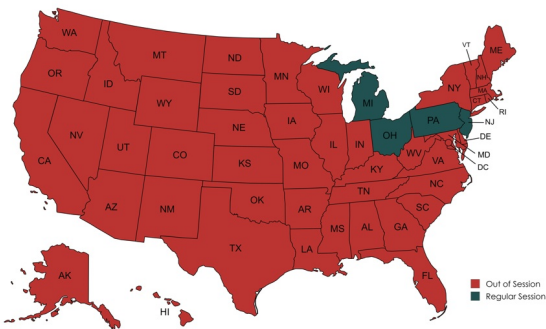 WA
OR
CA
NV
ID
MT
WY
UT
AZ
CO
NM
ND
SD
NE
KS
OK
TX
MN
IA
MO
AR
LA
WI
IL
MI
IN
OH
KY
TN
MS
AL
GA
FL
SC
NC
VA
WV
PA
NY
VT
NH
ME
MA
CT
RI
NJ
DE
MD
DC
AK
HI
Out of Session
Regular Session